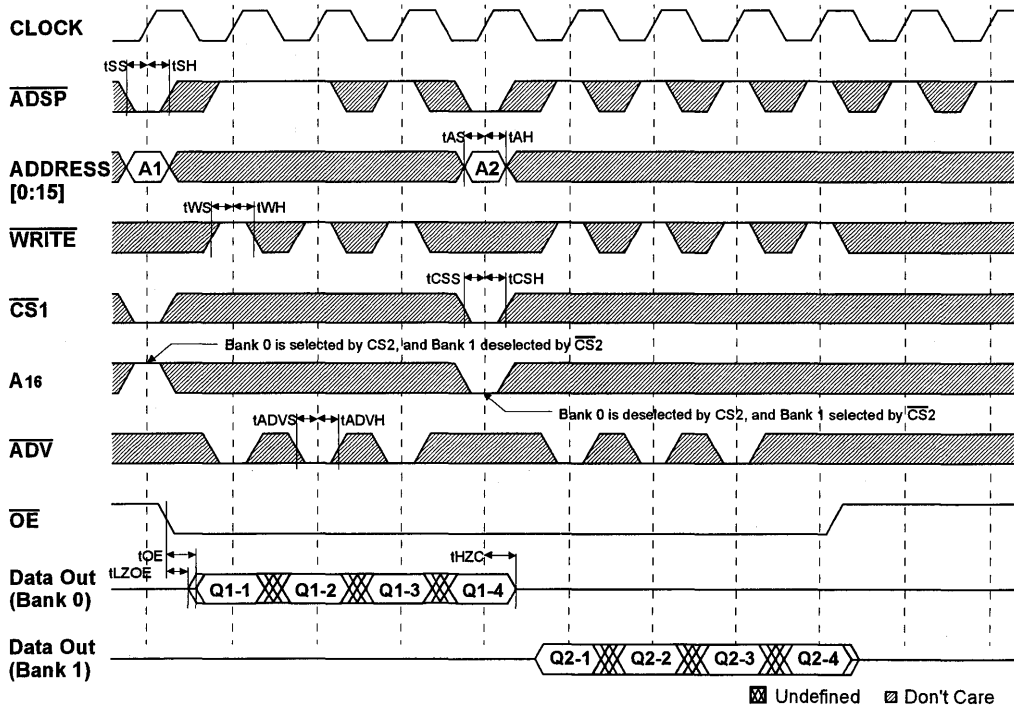 CLOCK
tSS
tSH
ADSP
tAS
tAH
ADDRESS
[0:15]
A1
A2
tWS
tWH
WRITE
tCSS
tCSH
CS1
Bank 0 is selected by CS2, and Bank 1 deselected by CS2
A16
Bank 0 is deselected by CS2, and Bank 1 selected by CS2
tADVS
tADVH
ADV
OE
tOE
tHZC
tLZOE
Data Out
(Bank 0)
Q1-1
Q1-2
Q1-3
Q1-4
Data Out
(Bank 1)
Q2-1
Q2-2
Q2-3
Q2-4
Undefined
Don't Care